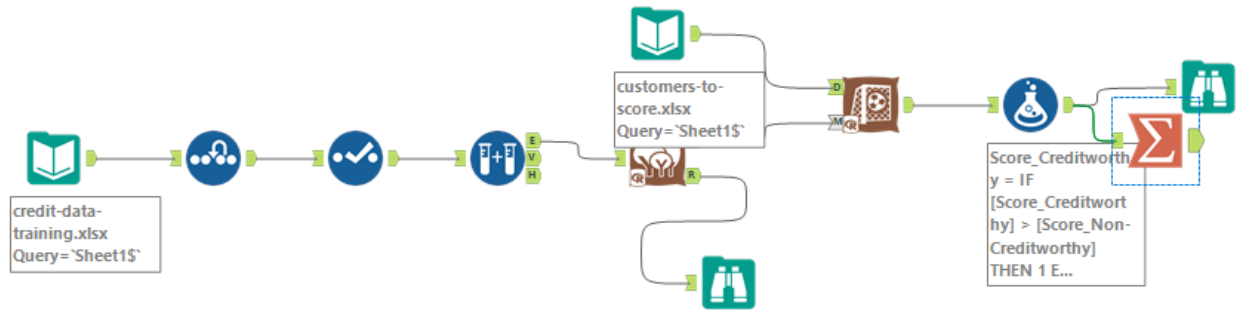 customers-to-
score.xlsx
Query=`Sheet1$`
D
M
R
E
V
H
R
R
credit-data-
training.xlsx
Query=`Sheet1$`
Score_Creditworth
y = IF
[Score_Creditwort
hy] > [Score_Non-
Creditworthy]
THEN 1 E...